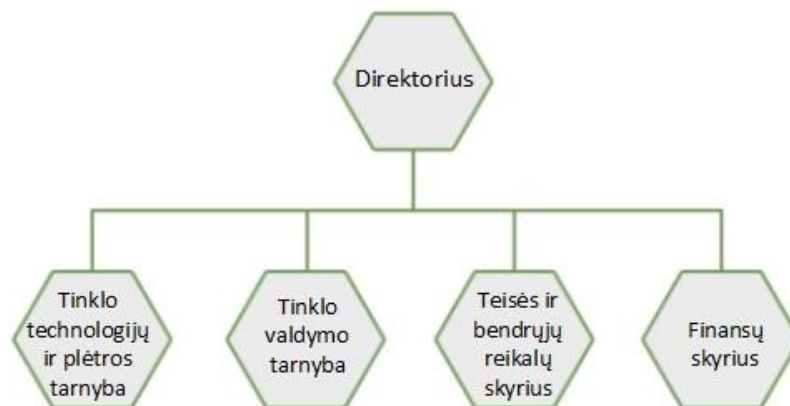 Direktorius
Tinklo
technologijų
ir plėtros
tarnyba
Tinklo
valdymo
tarnyba
Teisės ir
bendrųjų
reikalų
skyrius
Finansų
skyrius